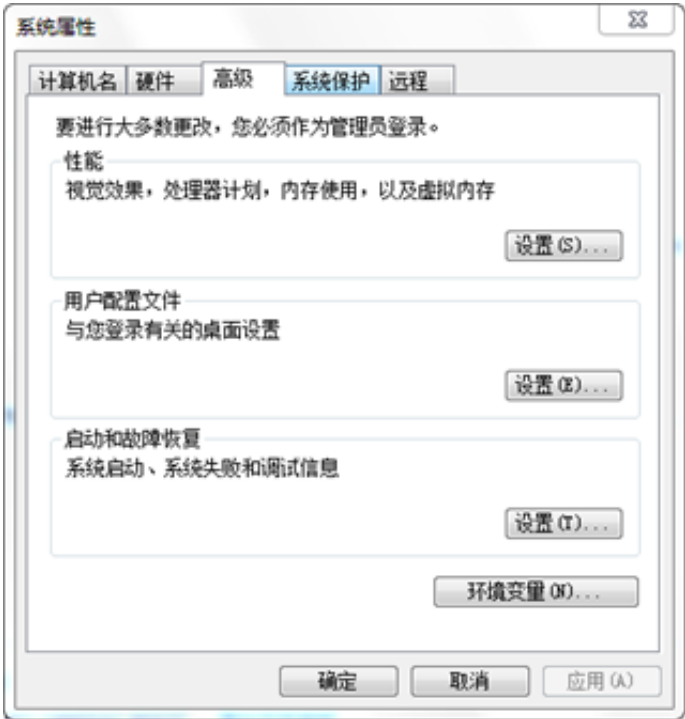 系统属性
计算机名 硬件 高级 系统保护 远程
要进行大多数更改，您必须作为管理员登录。
性能
视觉效果，处理器计划，内存使用，以及虚拟内存
设置(S)...
用户配置文件
与您登录有关的桌面设置
设置(E)...
启动和故障恢复
系统启动、系统失败和调试信息
设置(T)...
环境变量(N)...
确定 取消 应用(A)